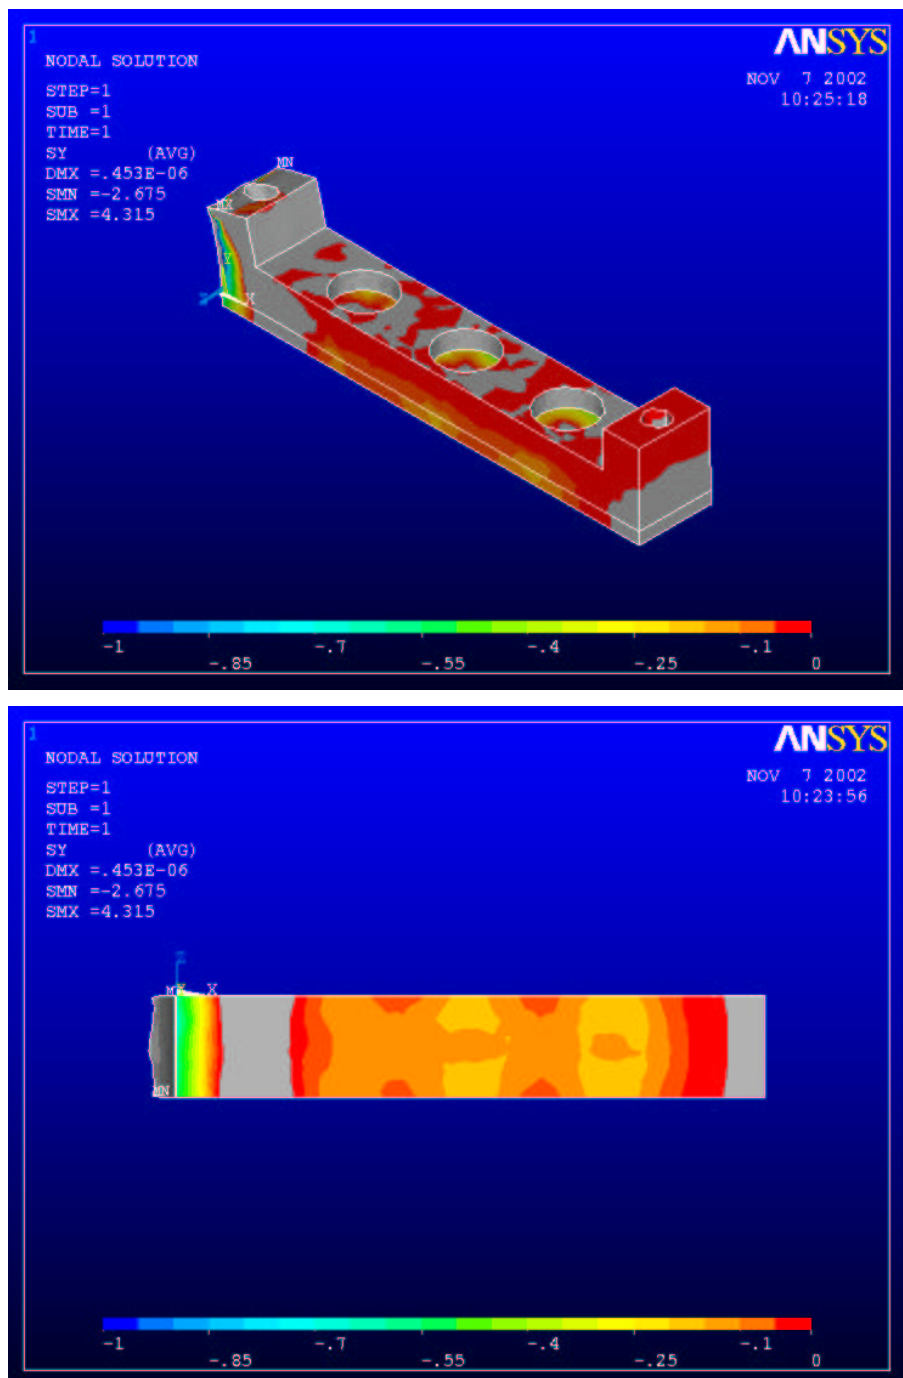 1
ANSYS
NODAL SOLUTION
NOV 7 2002
10:25:18
STEP=1
SUB =1
TIME=1
SY (AVG)
DMX =.453E-06
SMN =-2.675
SMX =4.315
MN
MX
Y
Z X
-1 -.7 -.4 -.1
-.85 -.55 -.25 0
1
ANSYS
NODAL SOLUTION
NOV 7 2002
10:23:56
STEP=1
SUB =1
TIME=1
SY (AVG)
DMX =.453E-06
SMN =-2.675
SMX =4.315
Z
X
MN
-1 -.7 -.4 -.1
-.85 -.55 -.25 0